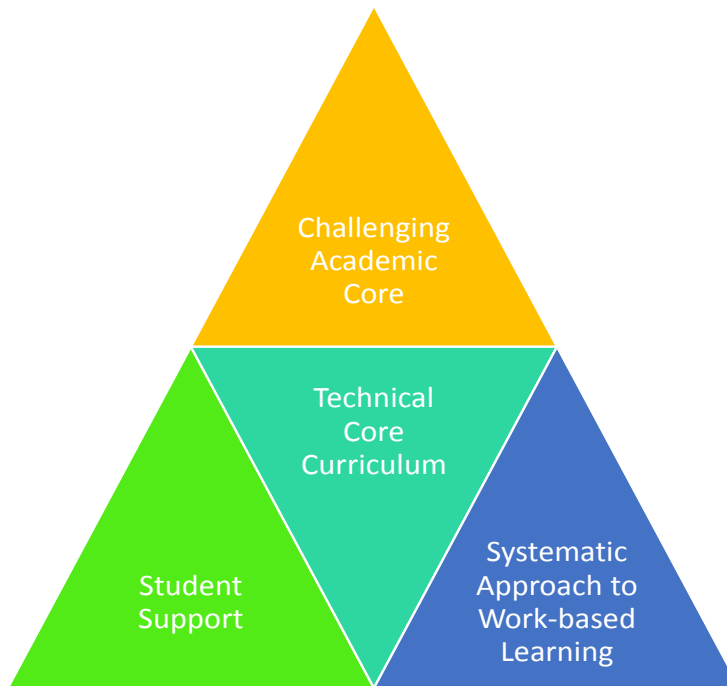 Challenging
Academic
Core
Technical
Core
Curriculum
Student
Support
Systematic
Approach to
Work-based
Learning